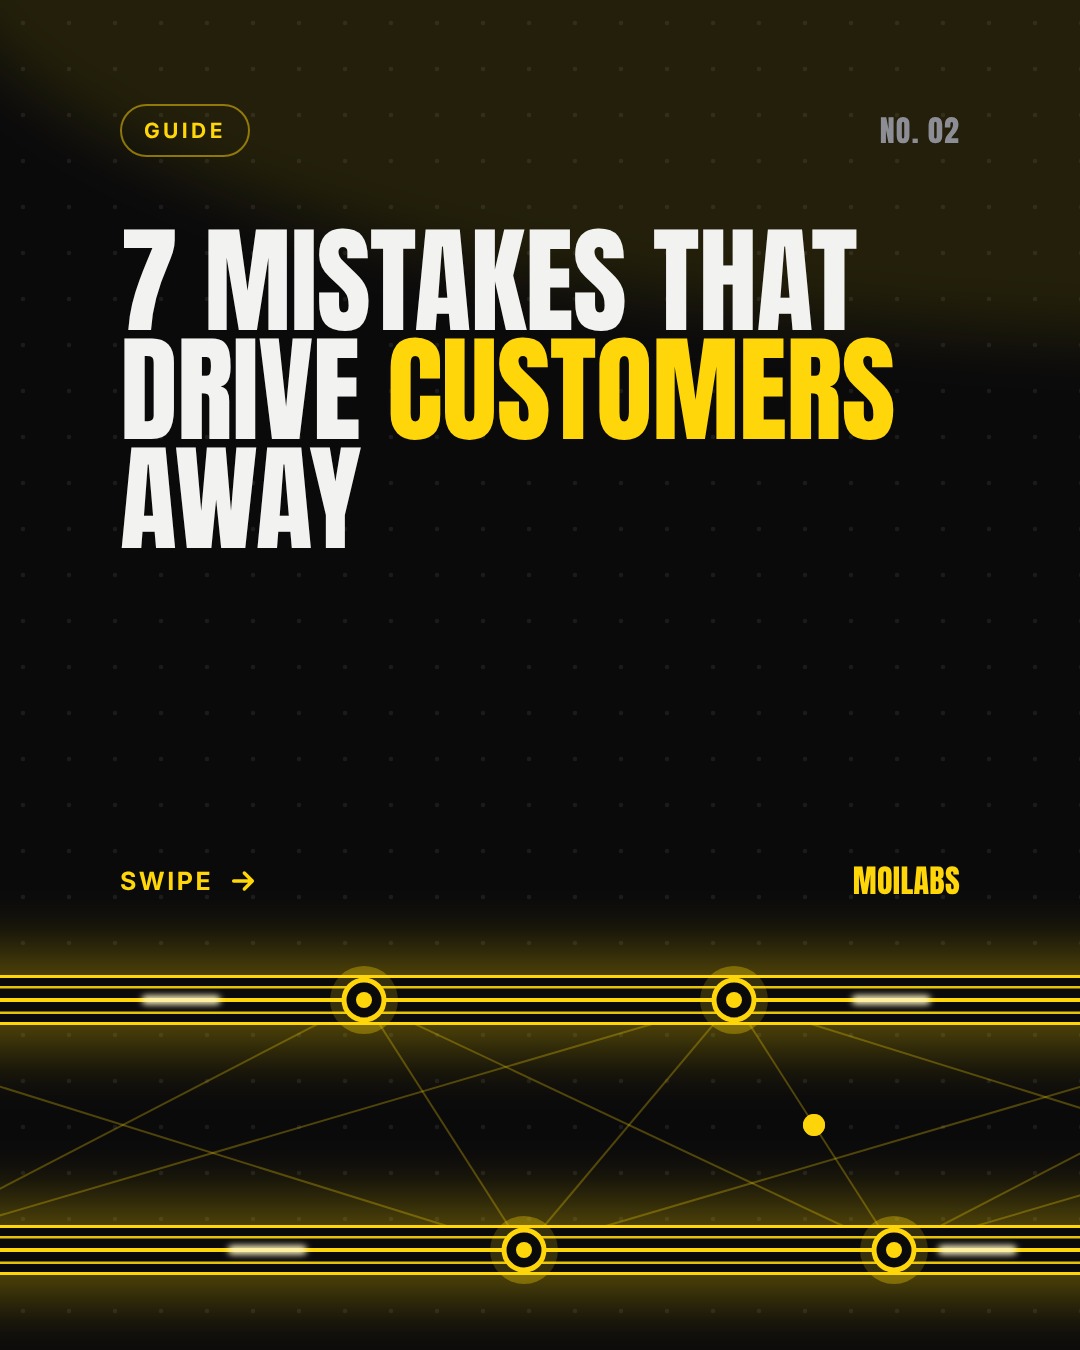 GUIDE
NO. 02
7 MISTAKES THAT
DRIVE CUSTOMERS
AWAY
SWIPE →
MOILABS